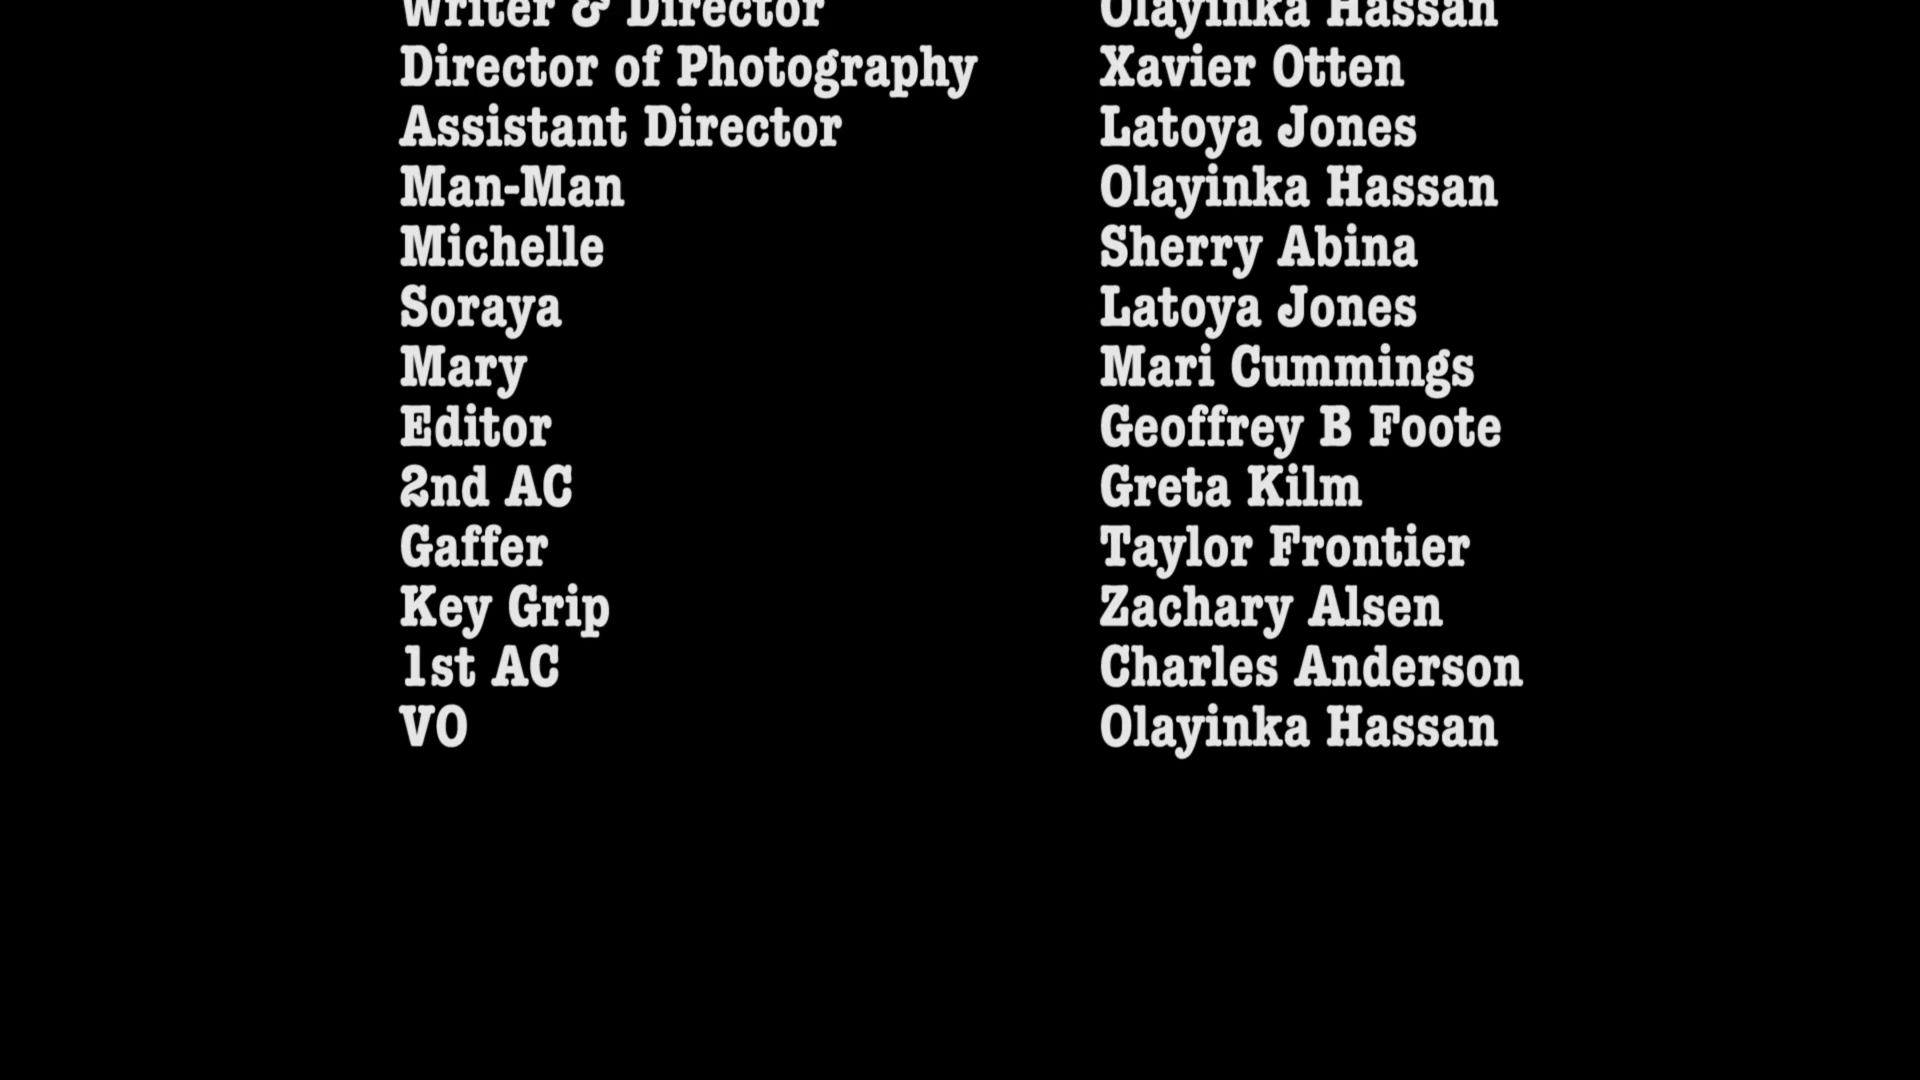 Writer & Director Olayinka Hassan
Director of Photography Xavier Otten
Assistant Director Latoya Jones
Man-Man Olayinka Hassan
Michelle Sherry Abina
Soraya Latoya Jones
Mary Mari Cummings
Editor Geoffrey B Foote
2nd AC Greta Kilm
Gaffer Taylor Frontier
Key Grip Zachary Alsen
1st AC Charles Anderson
VO Olayinka Hassan